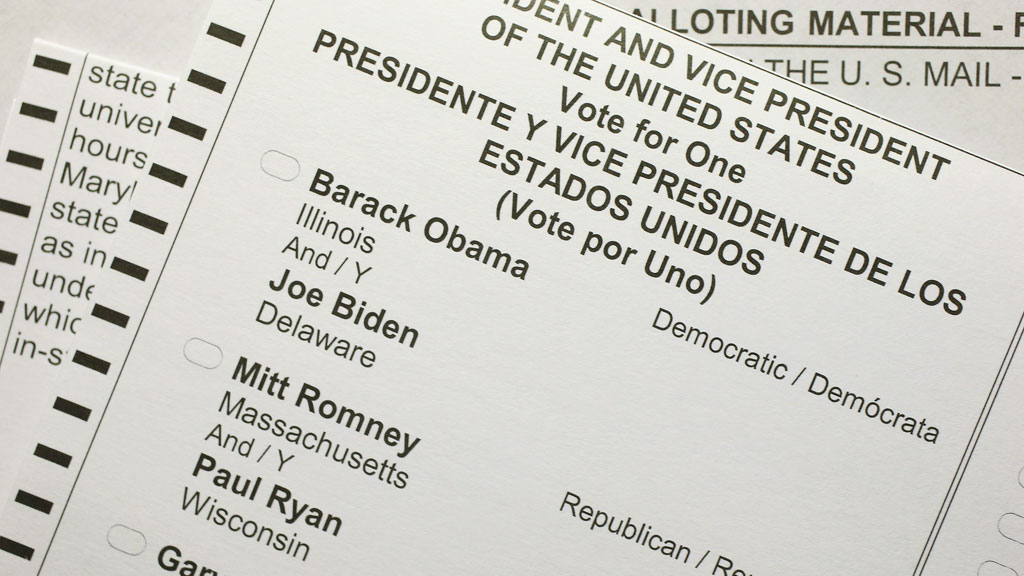 ALLOTING MATERIAL -
THE U. S. MAIL -
state
hours
state
as in
AND VICE PRESIDENT
OF THE UNITED STATES
Vote for One
PRESIDENTE Y VICE PRESIDENTE DE LOS
ESTADOS UNIDOS
(Vote por Uno)
Barack Obama
Illinois
And / Y
Joe Biden
Delaware
Democratic / Demócrata
Mitt Romney
Massachusetts
And / Y
Paul Ryan
Wisconsin
Republican /